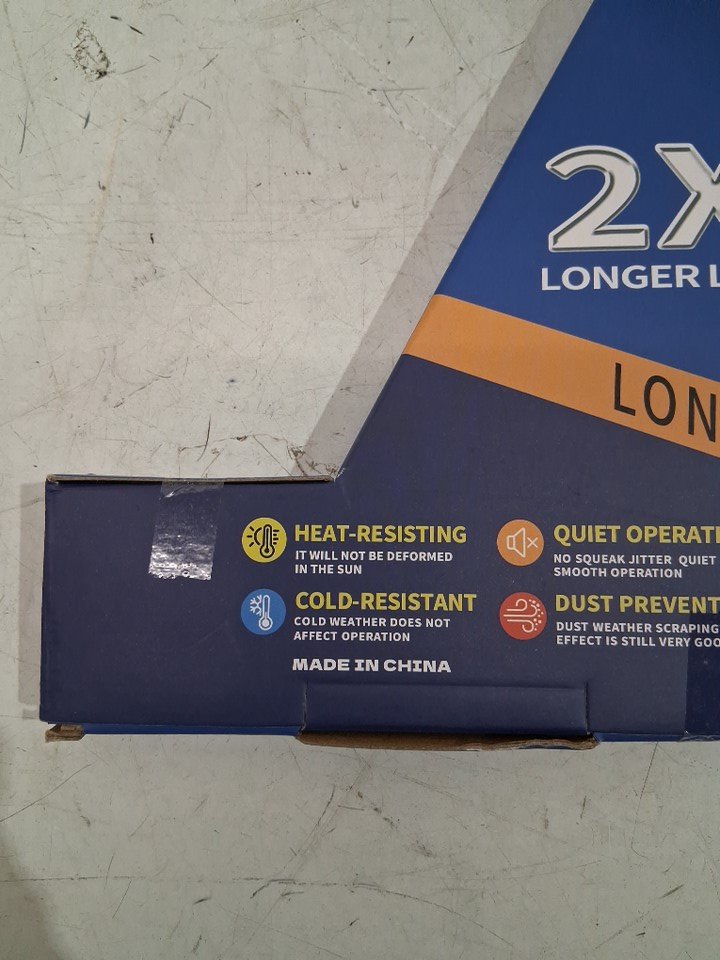 2X
LONGER L
LON
HEAT-RESISTING
IT WILL NOT BE DEFORMED
IN THE SUN
QUIET OPERATI
NO SQUEAK JITTER QUIET
SMOOTH OPERATION
COLD-RESISTANT
COLD WEATHER DOES NOT
AFFECT OPERATION
DUST PREVENT
DUST WEATHER SCRAPING
EFFECT IS STILL VERY GOO
MADE IN CHINA